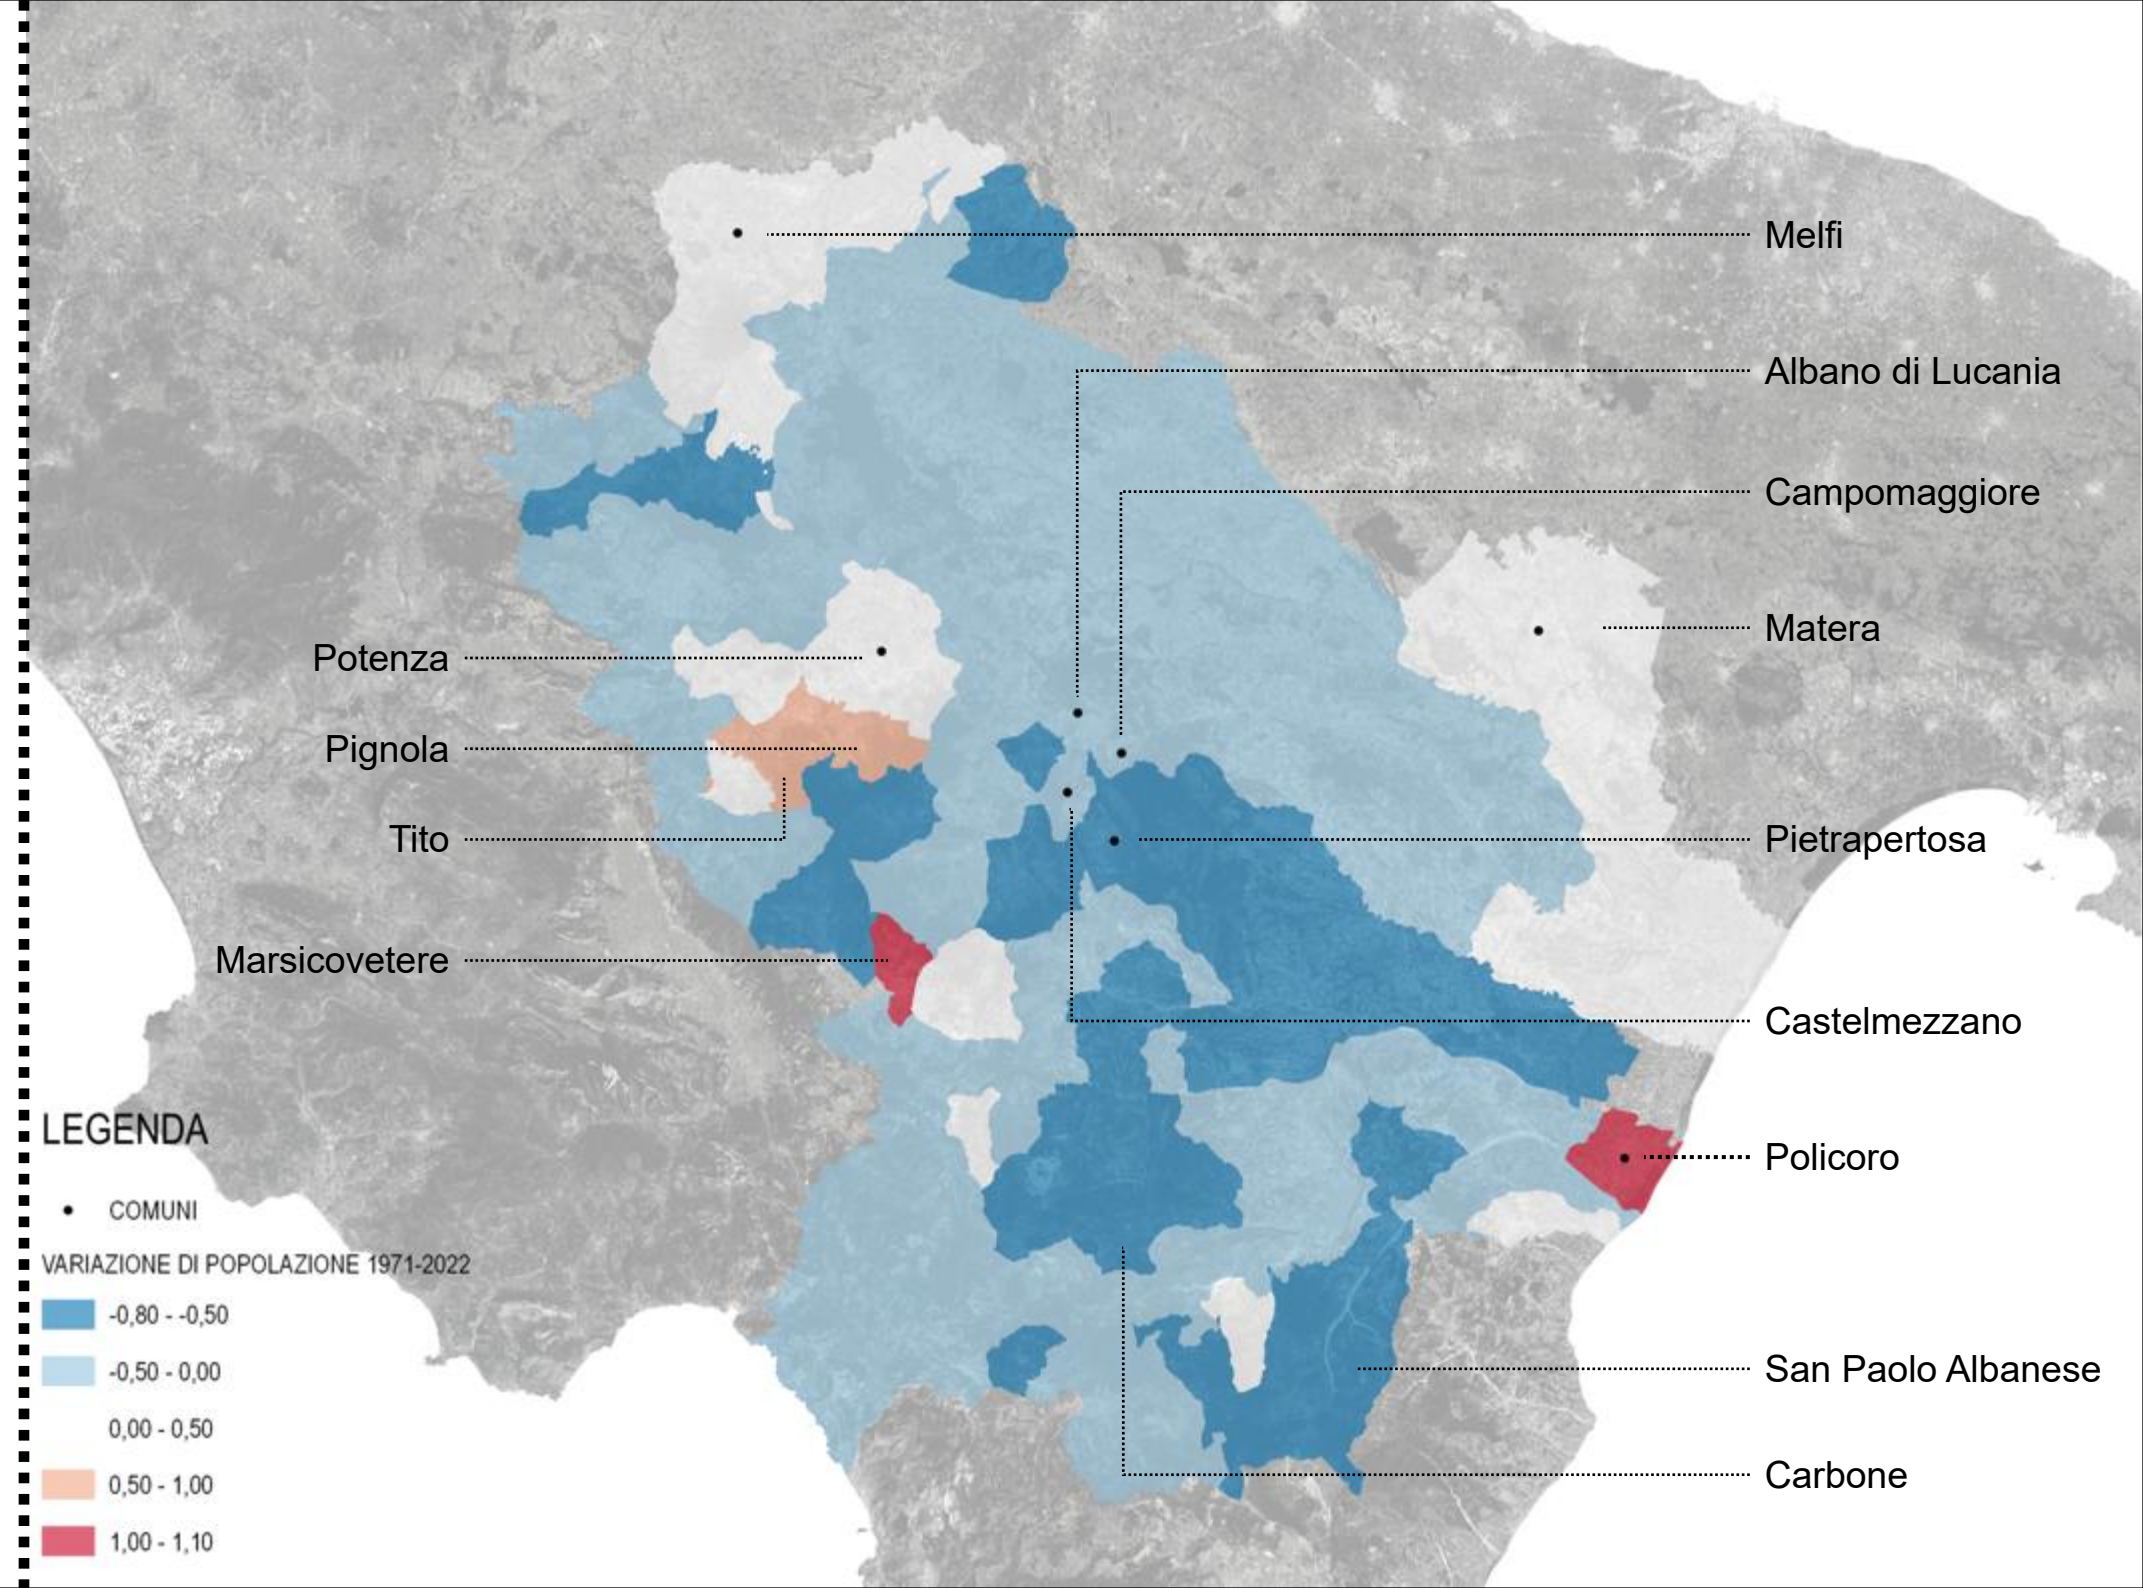 Melfi
Albano di Lucania
Campomaggiore
Matera
Potenza
Pignola
Tito
Pietrapertosa
Marsicovetere
Castelmezzano
Policoro
San Paolo Albanese
Carbone
LEGENDA
COMUNI
VARIAZIONE DI POPOLAZIONE 1971-2022
-0,80 - -0,50
-0,50 - 0,00
0,00 - 0,50
0,50 - 1,00
1,00 - 1,10